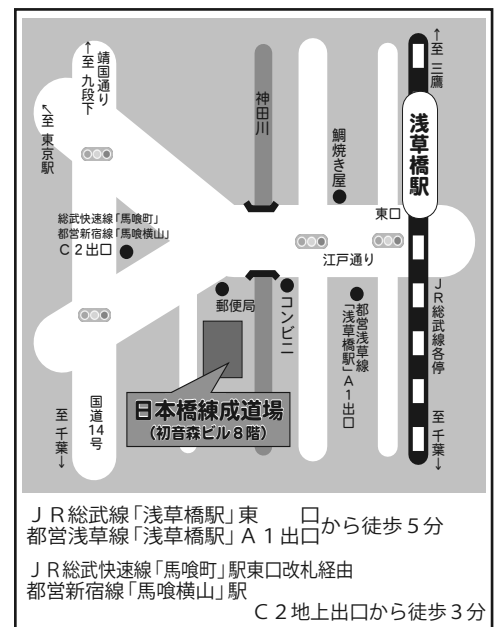 ↑至 九段下
靖国通り
↖至 東京駅
神田川
↑至 三鷹
浅草橋駅
鯛焼き屋
東口
総武快速線「馬喰町」
都営新宿線「馬喰横山」
C2出口
江戸通り
郵便局
コンビニ
都営浅草線
「浅草橋駅」A1出口
JR総武線各停
日本橋練成道場
(初音森ビル8階)
国道14号
至 千葉↓
至 千葉↓
JR総武線「浅草橋駅」東 口
都営浅草線「浅草橋駅」A1出口から徒歩5分
JR総武快速線「馬喰町」駅東口改札経由
都営新宿線「馬喰横山」駅
C2地上出口から徒歩3分